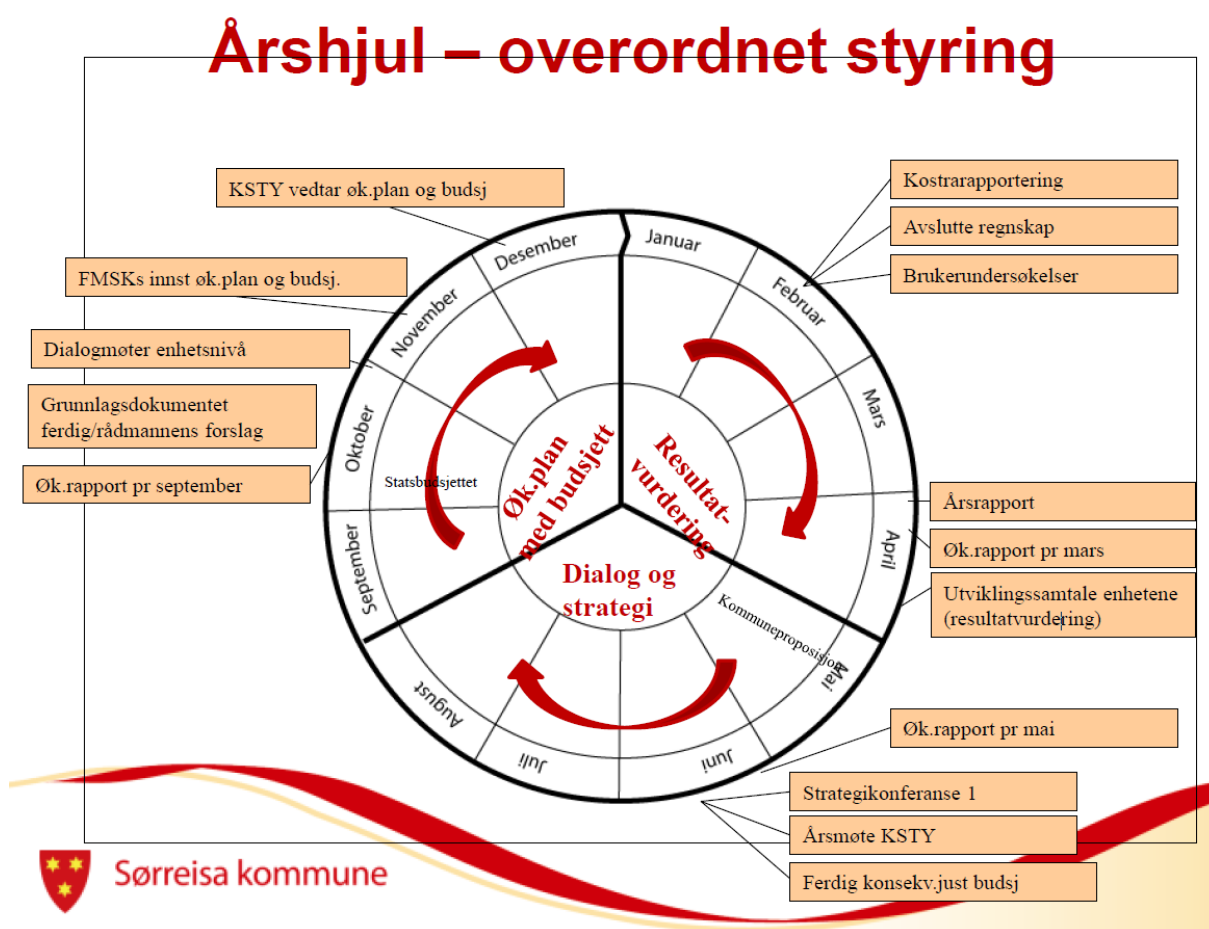 Årshjul – overordnet styring
KSTY vedtar øk.plan og budsj
FMSKs innst øk.plan og budsj.
Dialogmøter enhetsnivå
Grunnlagsdokumentet
ferdig/rådmannens forslag
Øk.rapport pr september
Kostrarapportering
Avslutte regnskap
Brukerundersøkelser
Årsrapport
Øk.rapport pr mars
Utviklingssamtale enhetene
(resultatvurdering)
Øk.rapport pr mai
Strategikonferanse 1
Årsmøte KSTY
Ferdig konsekv.just budsj
Januar
Februar
Mars
April
Mai
Juni
Juli
August
September
Oktober
November
Desember
Statsbudsjettet
Kommuneproposisjon
Øk.plan
med budsjett
Resultat-
vurdering
Dialog og
strategi
Sørreisa kommune